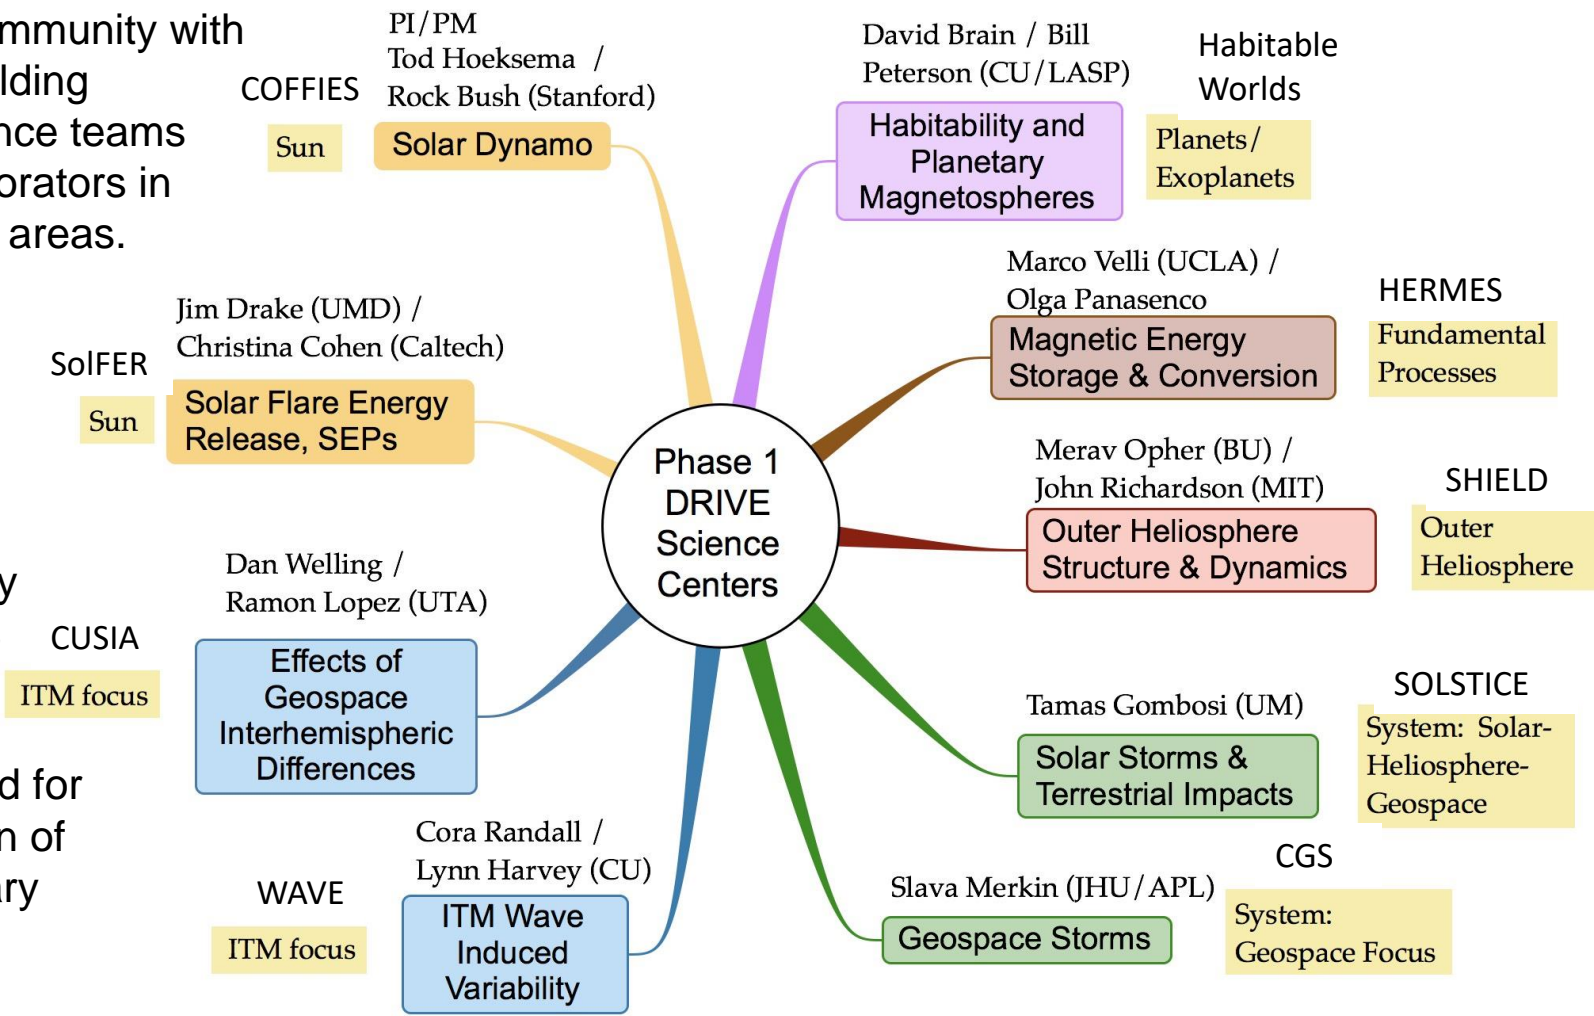 mmunity with
lding
nce teams
orators in
areas.
y
d for
n of
ary
PI/PM
Tod Hoeksema /
Rock Bush (Stanford)
COFFIES
Sun
Solar Dynamo
David Brain / Bill
Peterson (CU/LASP)
Habitable
Worlds
Habitability and
Planetary
Magnetospheres
Planets/
Exoplanets
Jim Drake (UMD) /
Christina Cohen (Caltech)
SolFER
Sun
Solar Flare Energy
Release, SEPs
Marco Velli (UCLA) /
Olga Panasenco
HERMES
Magnetic Energy
Storage & Conversion
Fundamental
Processes
Phase 1
DRIVE
Science
Centers
Merav Opher (BU) /
John Richardson (MIT)
SHIELD
Outer Heliosphere
Structure & Dynamics
Outer
Heliosphere
Dan Welling /
Ramon Lopez (UTA)
CUSIA
ITM focus
Effects of
Geospace
Interhemispheric
Differences
Tamas Gombosi (UM)
SOLSTICE
Solar Storms &
Terrestrial Impacts
System: Solar-
Heliosphere-
Geospace
Cora Randall /
Lynn Harvey (CU)
WAVE
ITM focus
ITM Wave
Induced
Variability
Slava Merkin (JHU/APL)
CGS
Geospace Storms
System:
Geospace Focus